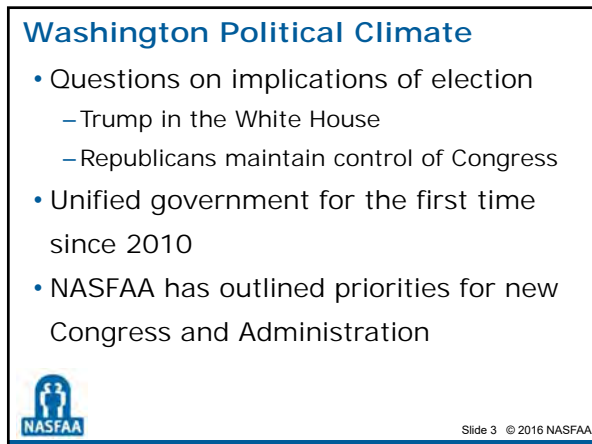 Washington Political Climate
• Questions on implications of election
– Trump in the White House
– Republicans maintain control of Congress
• Unified government for the first time
since 2010
• NASFAA has outlined priorities for new
Congress and Administration
NASFAA
Slide 3 © 2016 NASFAA